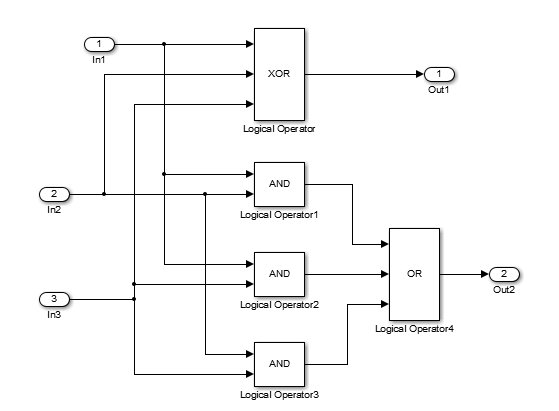 1
In1
XOR
Logical Operator
1
Out1
AND
Logical Operator1
2
In2
AND
Logical Operator2
OR
Logical Operator4
2
Out2
3
In3
AND
Logical Operator3